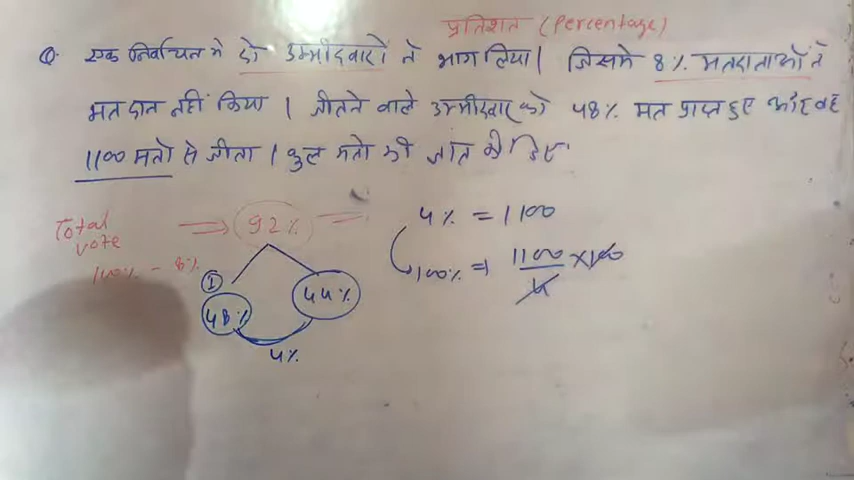 प्रतिशत (Percentage)
Q. एक निर्वाचन मे दो उम्मीदवारों ने भाग लिया। जिसमे 8% मतदाताओं ने
मतदान नहीं किया। जीतने वाले उम्मीदवार को 48% मत प्राप्त हुए और वह
1100 मतो से जीता। कुल मतो की ज्ञात कीजिए
Total vote ⇒ 92% ⇒ 4% = 1100
100% - 8%
100% ⇒ 1100/4 × 100
① 48% 44%
4%